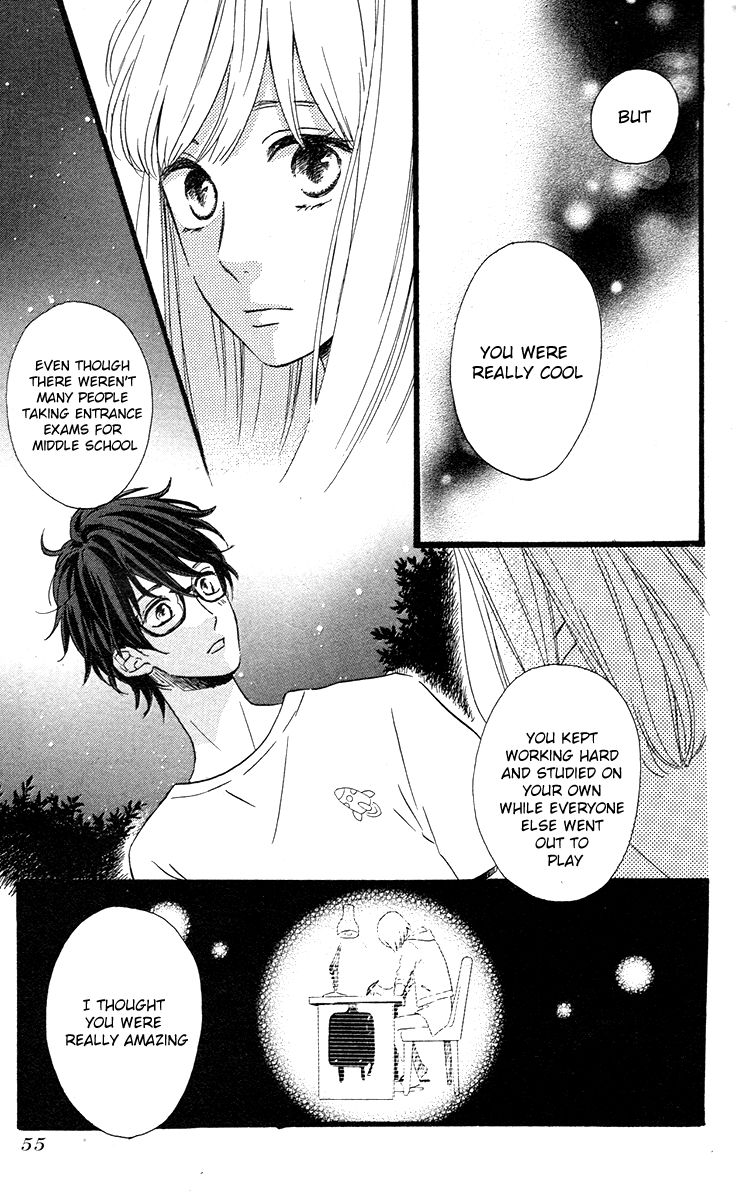 BUT
YOU WERE
REALLY COOL
EVEN THOUGH
THERE WEREN'T
MANY PEOPLE
TAKING ENTRANCE
EXAMS FOR
MIDDLE SCHOOL
YOU KEPT
WORKING HARD
AND STUDIED ON
YOUR OWN
WHILE EVERYONE
ELSE WENT
OUT TO
PLAY
I THOUGHT
YOU WERE
REALLY AMAZING
55